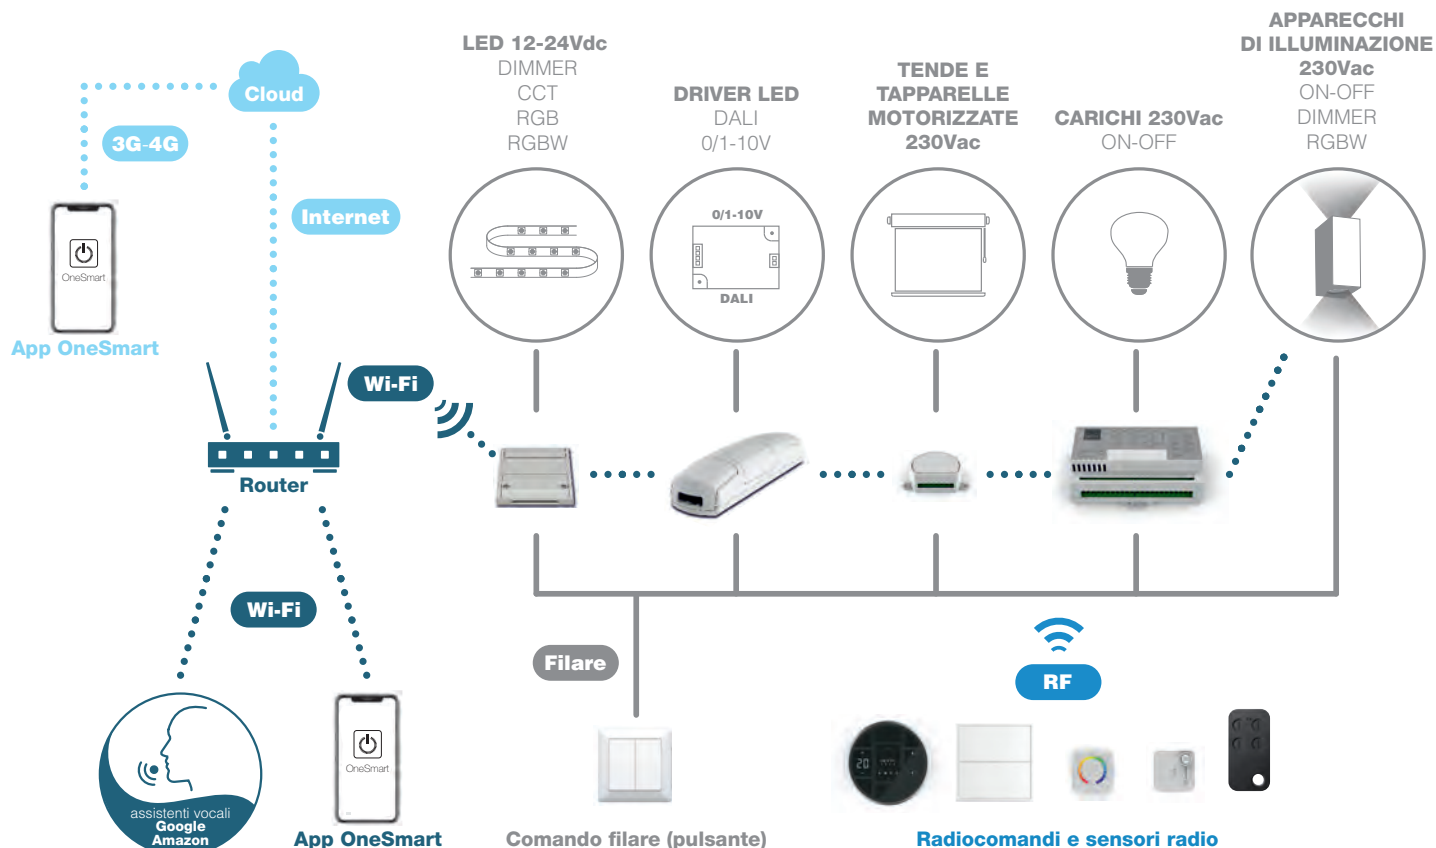 LED 12-24Vdc
DIMMER
CCT
RGB
RGBW
DRIVER LED
DALI
0/1-10V
TENDE E
TAPPARELLE
MOTORIZZATE
230Vac
CARICHI 230Vac
ON-OFF
APPARECCHI
DI ILLUMINAZIONE
230Vac
ON-OFF
DIMMER
RGBW
Cloud
3G-4G
Internet
OneSmart
App OneSmart
0/1-10V
DALI
Wi-Fi
Router
Wi-Fi
Filare
RF
OneSmart
assistenti vocali
Google
Amazon
App OneSmart
Comando filare (pulsante)
20
Radiocomandi e sensori radio